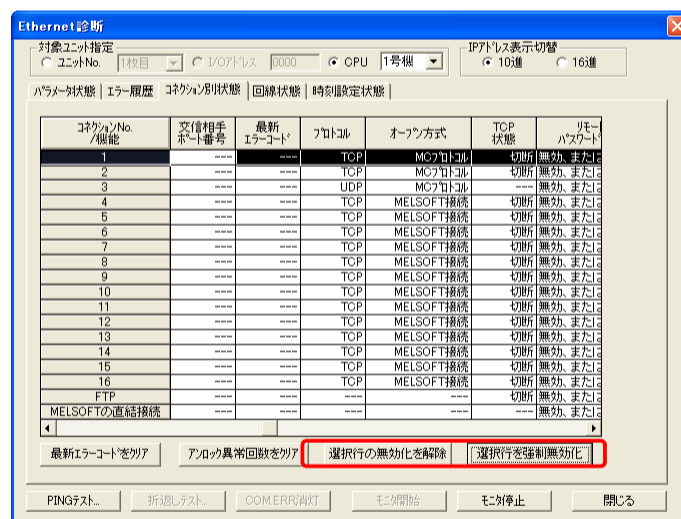 Ethernet診断
対象ユニット指定
ユニットNo. 1枚目 I/Oアドレス 0000 CPU 1号機
IPアドレス表示切替
10進 16進
パラメータ状態 エラー履歴 コネクション別状態 回線状態 時刻設定状態
コネクションNo./機能 交信相手ポート番号 最新エラーコード プロトコル オープン方式 TCP状態 リモートパスワード
1 --- --- TCP MCプロトコル 切断 無効、または
2 --- --- TCP MCプロトコル 切断 無効、または
3 --- --- UDP MCプロトコル --- 無効、または
4 --- --- TCP MELSOFT接続 切断 無効、または
5 --- --- TCP MELSOFT接続 切断 無効、または
6 --- --- TCP MELSOFT接続 切断 無効、または
7 --- --- TCP MELSOFT接続 切断 無効、または
8 --- --- TCP MELSOFT接続 切断 無効、または
9 --- --- TCP MELSOFT接続 切断 無効、または
10 --- --- TCP MELSOFT接続 切断 無効、または
11 --- --- TCP MELSOFT接続 切断 無効、または
12 --- --- TCP MELSOFT接続 切断 無効、または
13 --- --- TCP MELSOFT接続 切断 無効、または
14 --- --- TCP MELSOFT接続 切断 無効、または
15 --- --- TCP MELSOFT接続 切断 無効、または
16 --- --- TCP MELSOFT接続 切断 無効、または
FTP --- --- --- --- 切断 無効、または
MELSOFTの直結接続 --- --- --- --- --- 無効、または
最新エラーコードをクリア アンロック異常回数をクリア 選択行の無効化を解除 選択行を強制無効化
PINGテスト... 折返しテスト... COM.ERR消灯 モニタ開始 モニタ停止 閉じる